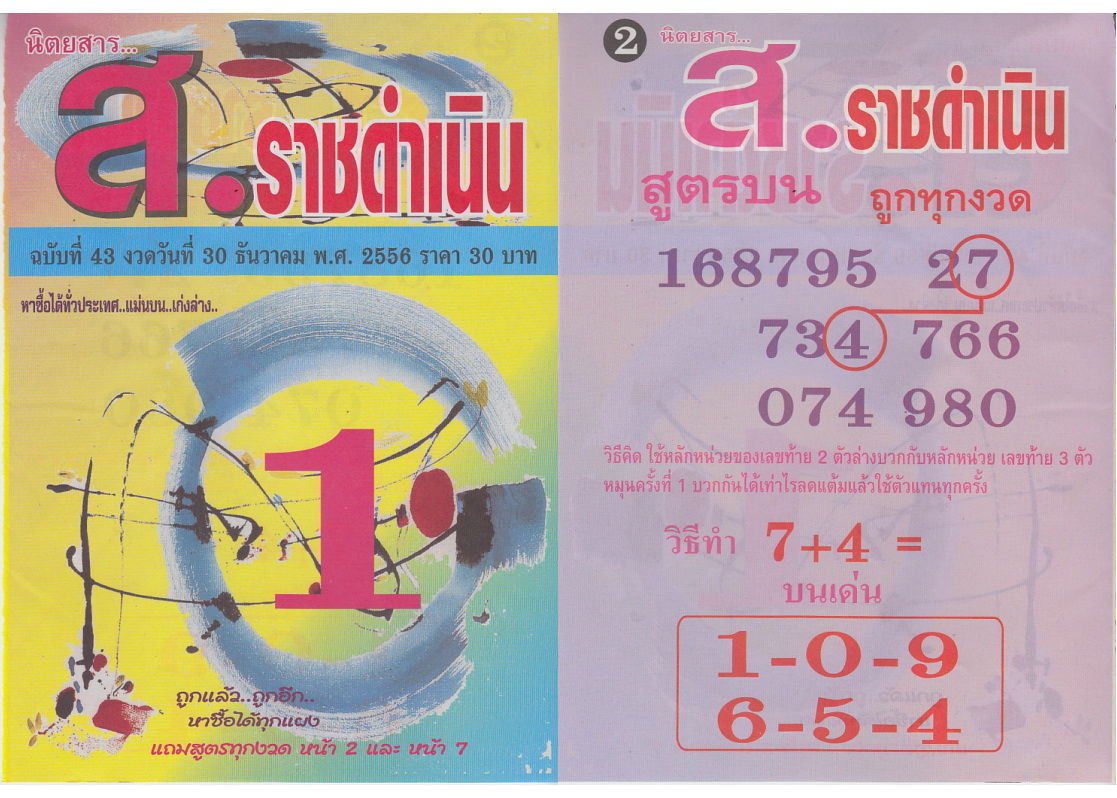 นิตยสาร...
ส.ราชดำเนิน
ฉบับที่ 43 งวดวันที่ 30 ธันวาคม พ.ศ. 2556 ราคา 30 บาท
หาซื้อได้ทั่วประเทศ..แม่นบน..เก่งล่าง..
1
ถูกแล้ว..ถูกอีก..
หาซื้อได้ทุกแผง
แถมสูตรทุกงวด หน้า 2 และ หน้า 7
2 นิตยสาร...
ส.ราชดำเนิน
สูตรบน ถูกทุกงวด
168795 27
734 766
074 980
วิธีคิด ใช้หลักหน่วยของเลขท้าย 2 ตัวล่างบวกกับหลักหน่วย เลขท้าย 3 ตัว
หมุนครั้งที่ 1 บวกกันได้เท่าไรลดแต้มแล้วใช้ตัวแทนทุกครั้ง
วิธีทำ 7+4 =
บนเด่น
1-0-9
6-5-4